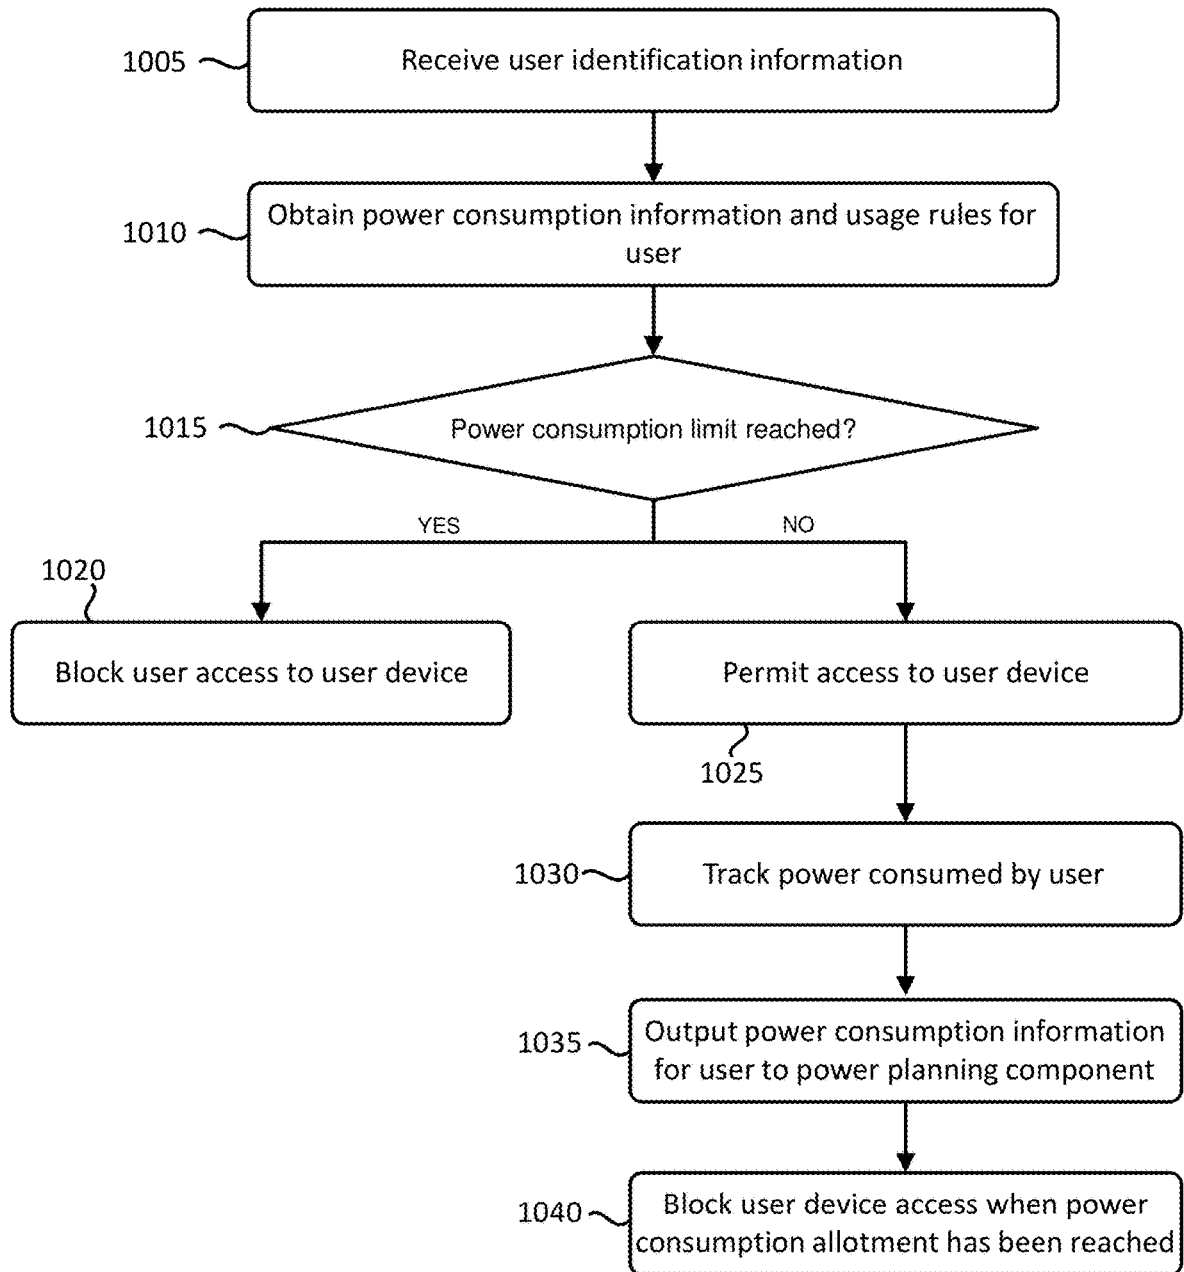 1005
Receive user identification information
1010
Obtain power consumption information and usage rules for
user
1015
Power consumption limit reached?
YES
NO
1020
Block user access to user device
Permit access to user device
1025
1030
Track power consumed by user
1035
Output power consumption information
for user to power planning component
1040
Block user device access when power
consumption allotment has been reached